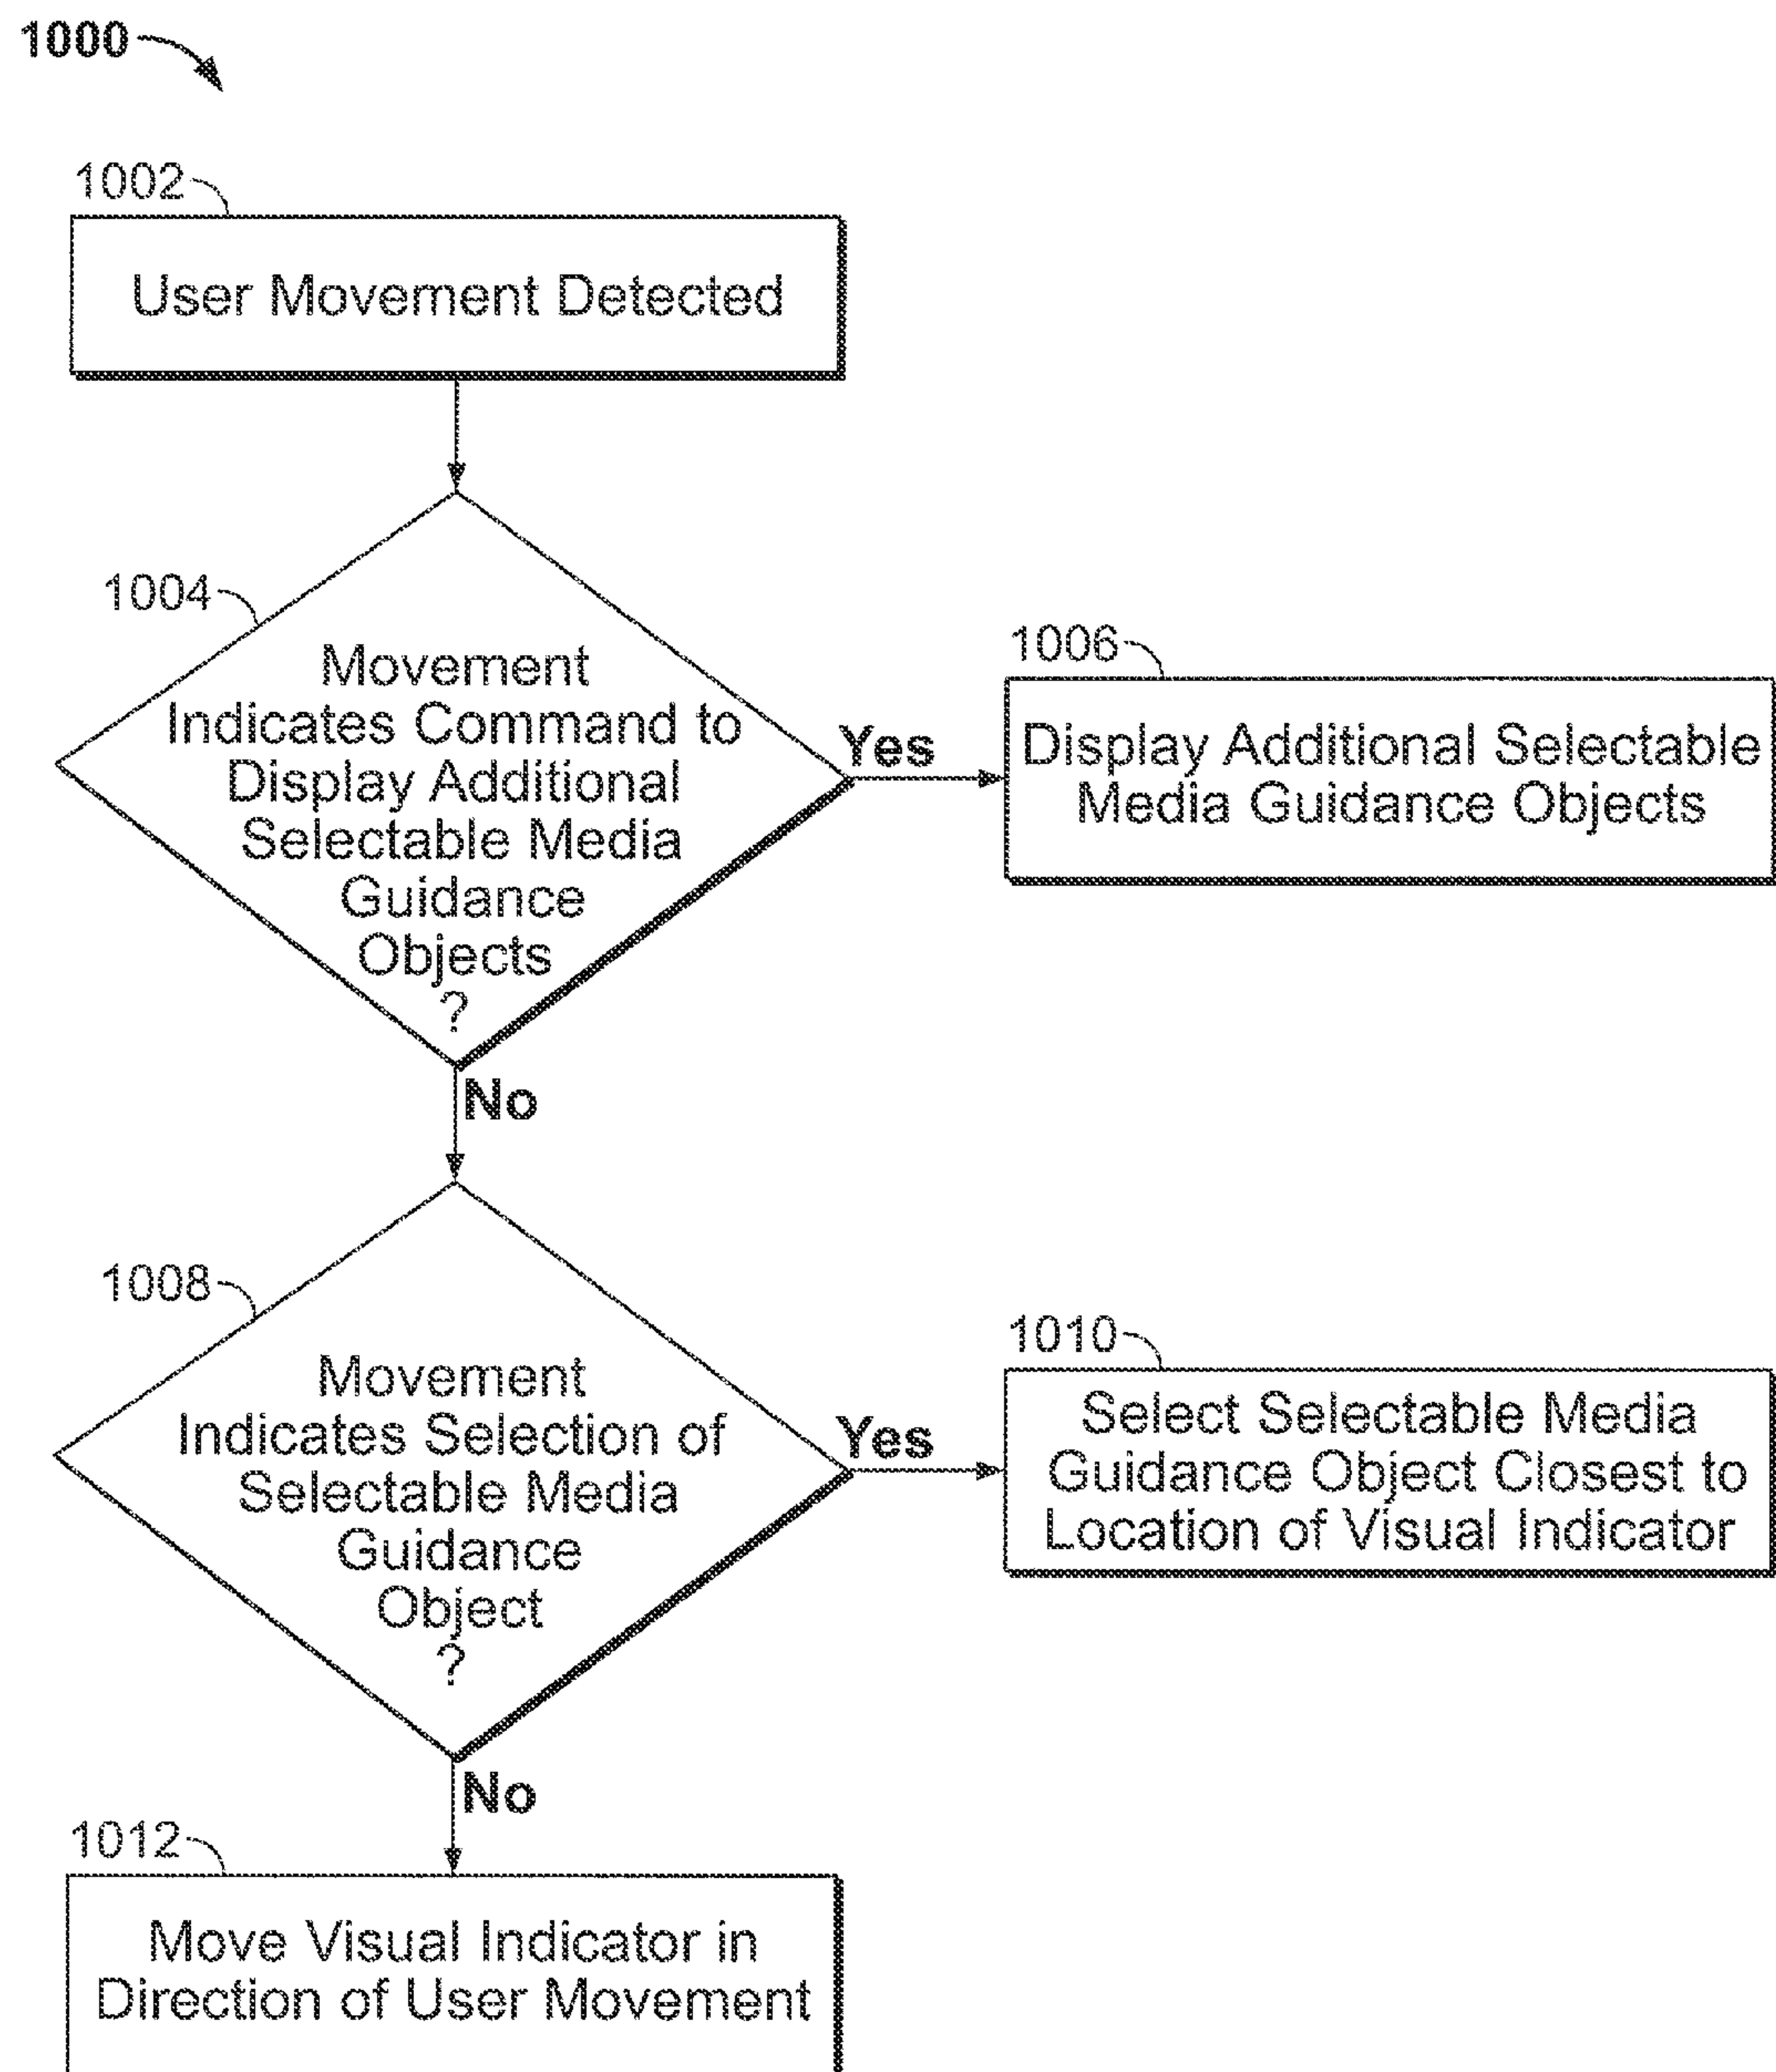 1000
1002
User Movement Detected
1004
Movement
Indicates Command to
Display Additional
Selectable Media
Guidance
Objects
?
Yes
1006
Display Additional Selectable
Media Guidance Objects
No
1008
Movement
Indicates Selection of
Selectable Media
Guidance
Object
?
Yes
1010
Select Selectable Media
Guidance Object Closest to
Location of Visual Indicator
No
1012
Move Visual Indicator in
Direction of User Movement